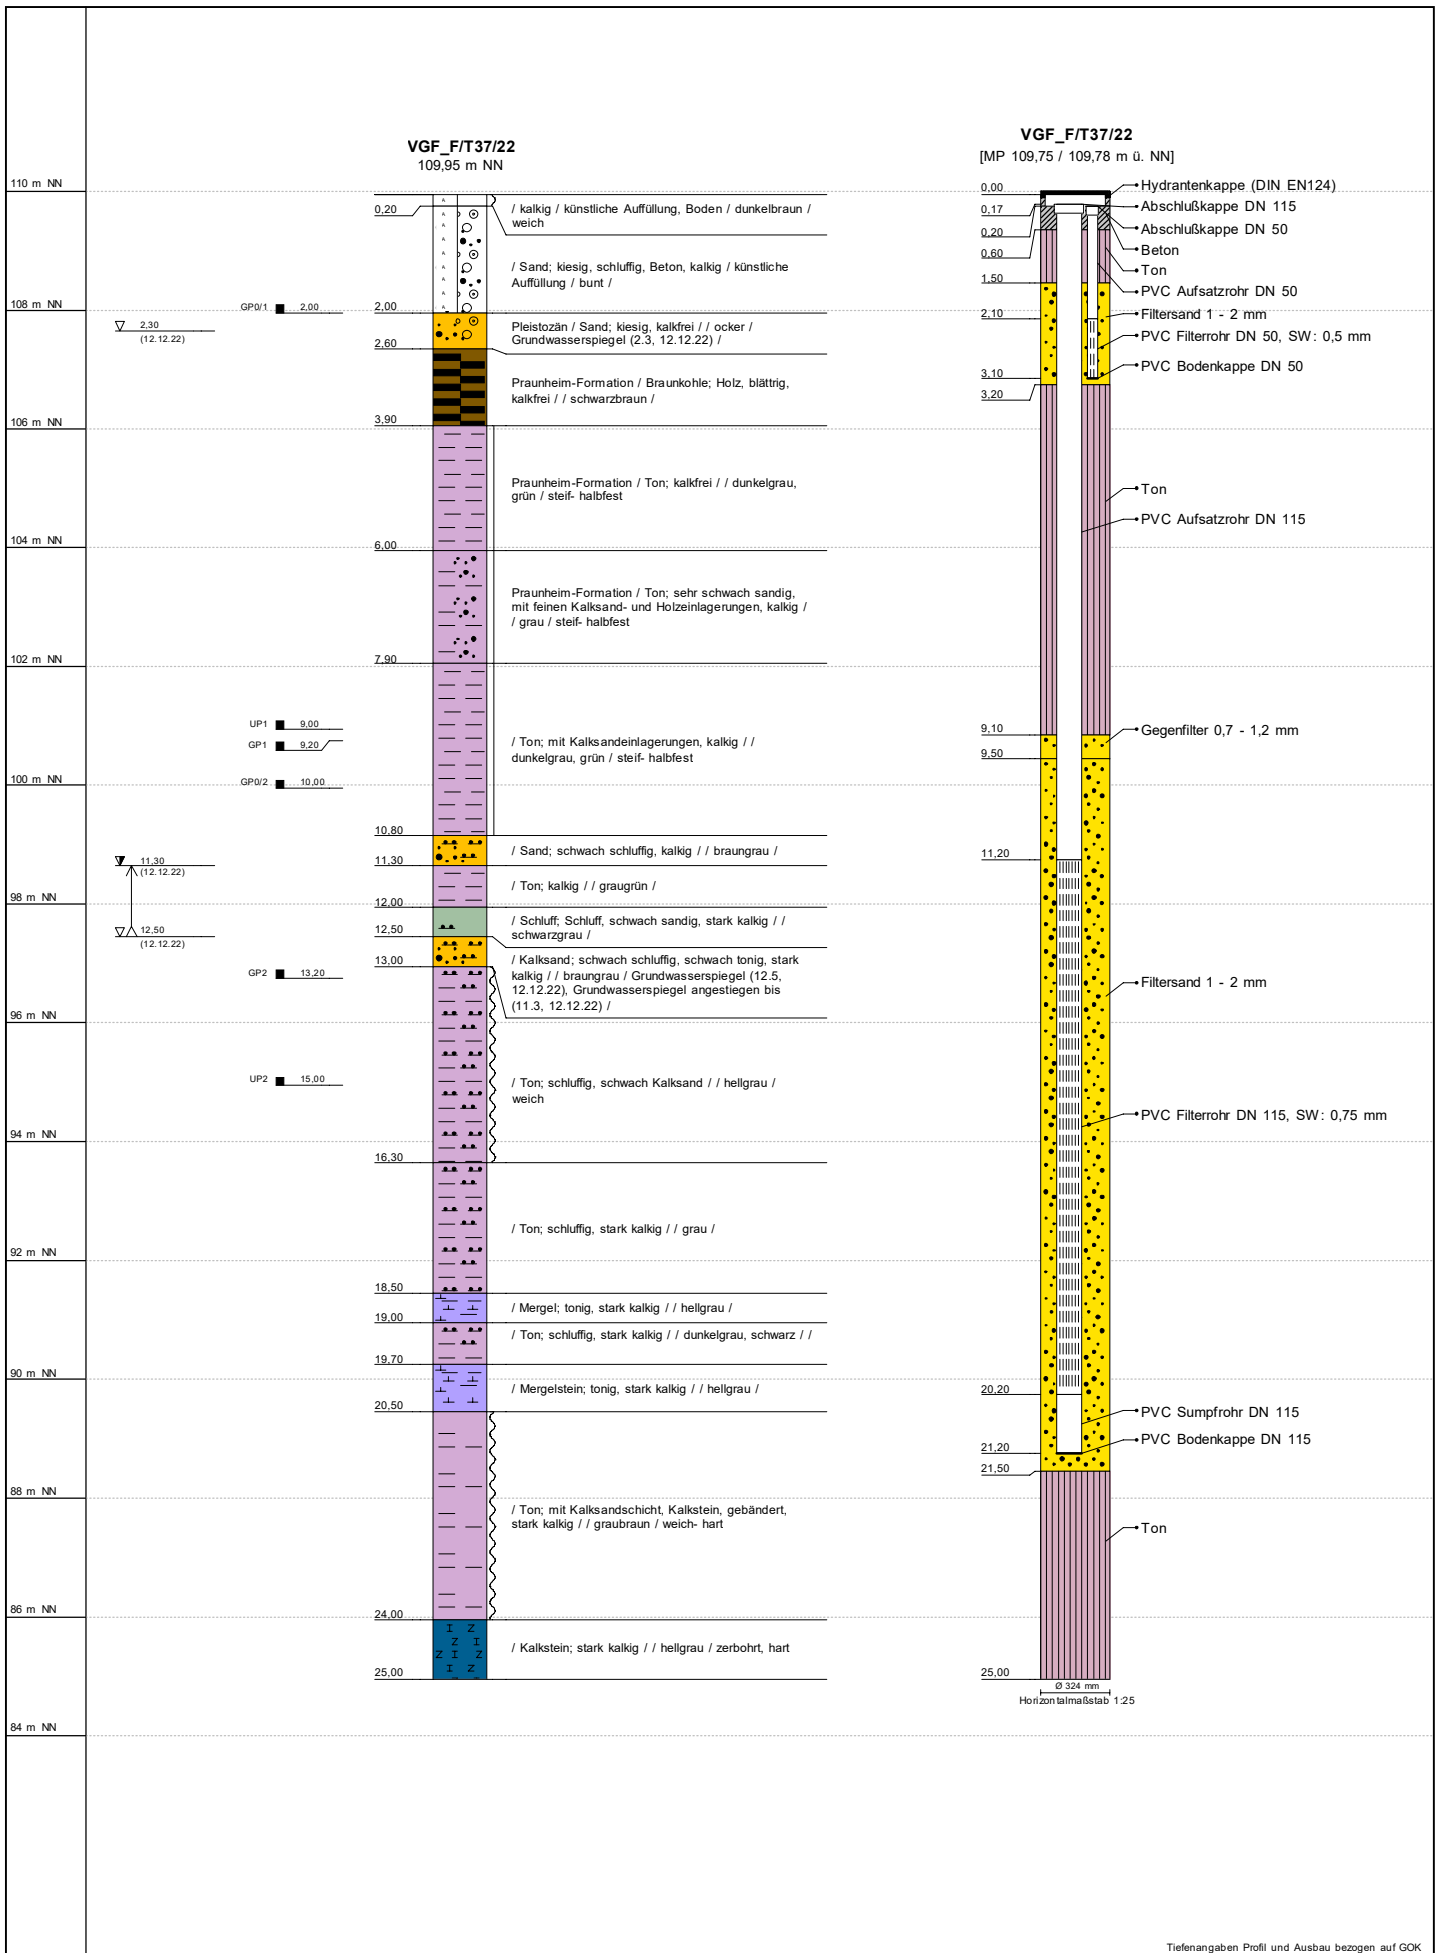 VGF_F/T37/22
109,95 m NN
VGF_F/T37/22
[MP 109,75 / 109,78 m ü. NN]
110 m NN
108 m NN
106 m NN
104 m NN
102 m NN
100 m NN
98 m NN
96 m NN
94 m NN
92 m NN
90 m NN
88 m NN
86 m NN
84 m NN
2,30
(12.12.22)
11,30
(12.12.22)
12,50
(12.12.22)
GP0/1 2,00
UP1 9,00
GP1 9,20
GP0/2 10,00
GP2 13,20
UP2 15,00
0,20
2,00
2,60
3,90
6,00
7,90
10,80
11,30
12,00
12,50
13,00
16,30
18,50
19,00
19,70
20,50
24,00
25,00
/ kalkig / künstliche Auffüllung, Boden / dunkelbraun /
weich
/ Sand; kiesig, schluffig, Beton, kalkig / künstliche
Auffüllung / bunt /
Pleistozän / Sand; kiesig, kalkfrei / / ocker /
Grundwasserspiegel (2.3, 12.12.22) /
Praunheim-Formation / Braunkohle; Holz, blättrig,
kalkfrei / / schwarzbraun /
Praunheim-Formation / Ton; kalkfrei / / dunkelgrau,
grün / steif- halbfest
Praunheim-Formation / Ton; sehr schwach sandig,
mit feinen Kalksand- und Holzeinlagerungen, kalkig /
/ grau / steif- halbfest
/ Ton; mit Kalksandeinlagerungen, kalkig / /
dunkelgrau, grün / steif- halbfest
/ Sand; schwach schluffig, kalkig / / braungrau /
/ Ton; kalkig / / graugrün /
/ Schluff; Schluff, schwach sandig, stark kalkig / /
schwarzgrau /
/ Kalksand; schwach schluffig, schwach tonig, stark
kalkig / / braungrau / Grundwasserspiegel (12.5,
12.12.22), Grundwasserspiegel angestiegen bis
(11.3, 12.12.22) /
/ Ton; schluffig, schwach Kalksand / / hellgrau /
weich
/ Ton; schluffig, stark kalkig / / grau /
/ Mergel; tonig, stark kalkig / / hellgrau /
/ Ton; schluffig, stark kalkig / / dunkelgrau, schwarz / /
/ Mergelstein; tonig, stark kalkig / / hellgrau /
/ Ton; mit Kalksandschicht, Kalkstein, gebändert,
stark kalkig / / graubraun / weich- hart
/ Kalkstein; stark kalkig / / hellgrau / zerbohrt, hart
0,00
0,17
0,20
0,60
1,50
2,10
3,10
3,20
9,10
9,50
11,20
20,20
21,20
21,50
25,00
Hydrantenkappe (DIN EN124)
Abschlußkappe DN 115
Abschlußkappe DN 50
Beton
Ton
PVC Aufsatzrohr DN 50
Filtersand 1 - 2 mm
PVC Filterrohr DN 50, SW: 0,5 mm
PVC Bodenkappe DN 50
Ton
PVC Aufsatzrohr DN 115
Gegenfilter 0,7 - 1,2 mm
Filtersand 1 - 2 mm
PVC Filterrohr DN 115, SW: 0,75 mm
PVC Sumpfrohr DN 115
PVC Bodenkappe DN 115
Ton
Ø 324 mm
Horizontalmaßstab 1:25
Tiefenangaben Profil und Ausbau bezogen auf GOK